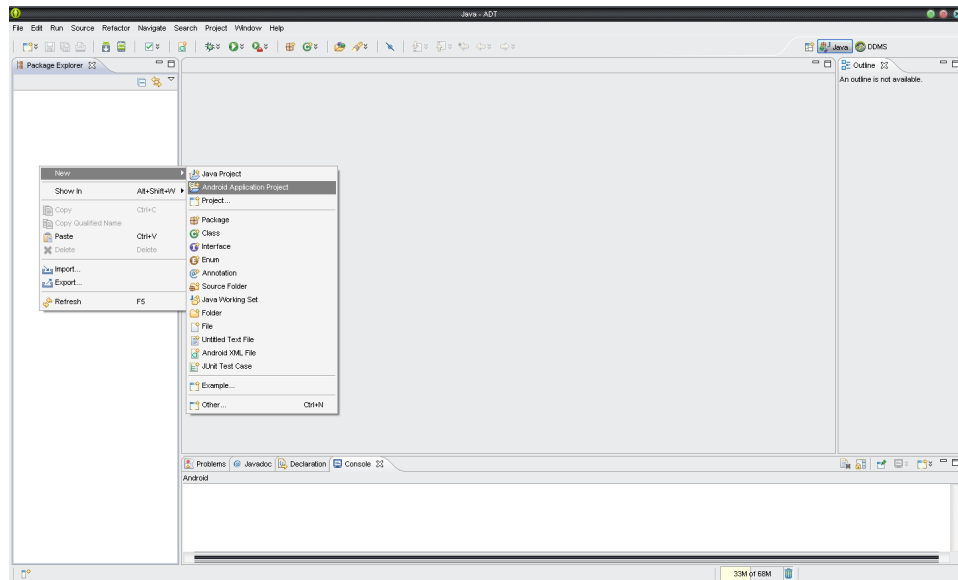 Java - ADT
File Edit Run Source Refactor Navigate Search Project Window Help
Java DDMS
Package Explorer
Outline
An outline is not available.
New
Show In Alt+Shift+W
Copy Ctrl+C
Copy Qualified Name
Paste Ctrl+V
Delete Delete
Import...
Export...
Refresh F5
Java Project
Android Application Project
Project...
Package
Class
Interface
Enum
Annotation
Source Folder
Java Working Set
Folder
File
Untitled Text File
Android XML File
JUnit Test Case
Example...
Other... Ctrl+N
Problems @ Javadoc Declaration Console
Android
33M of 68M